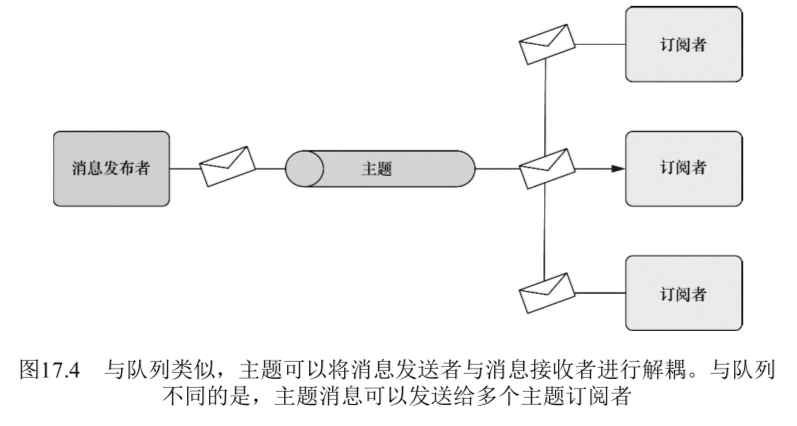 订阅者
消息发布者
主题
订阅者
订阅者
图17.4 与队列类似，主题可以将消息发送者与消息接收者进行解耦。与队列
不同的是，主题消息可以发送给多个主题订阅者